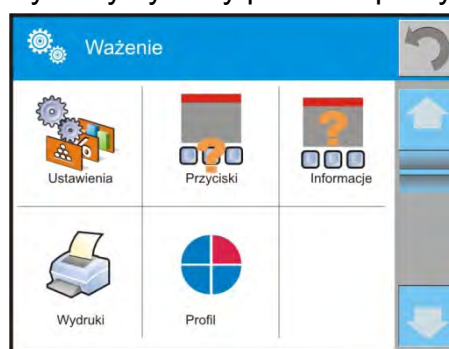 Ważenie
Ustawienia
Przyciski
Informacje
Wydruki
Profil